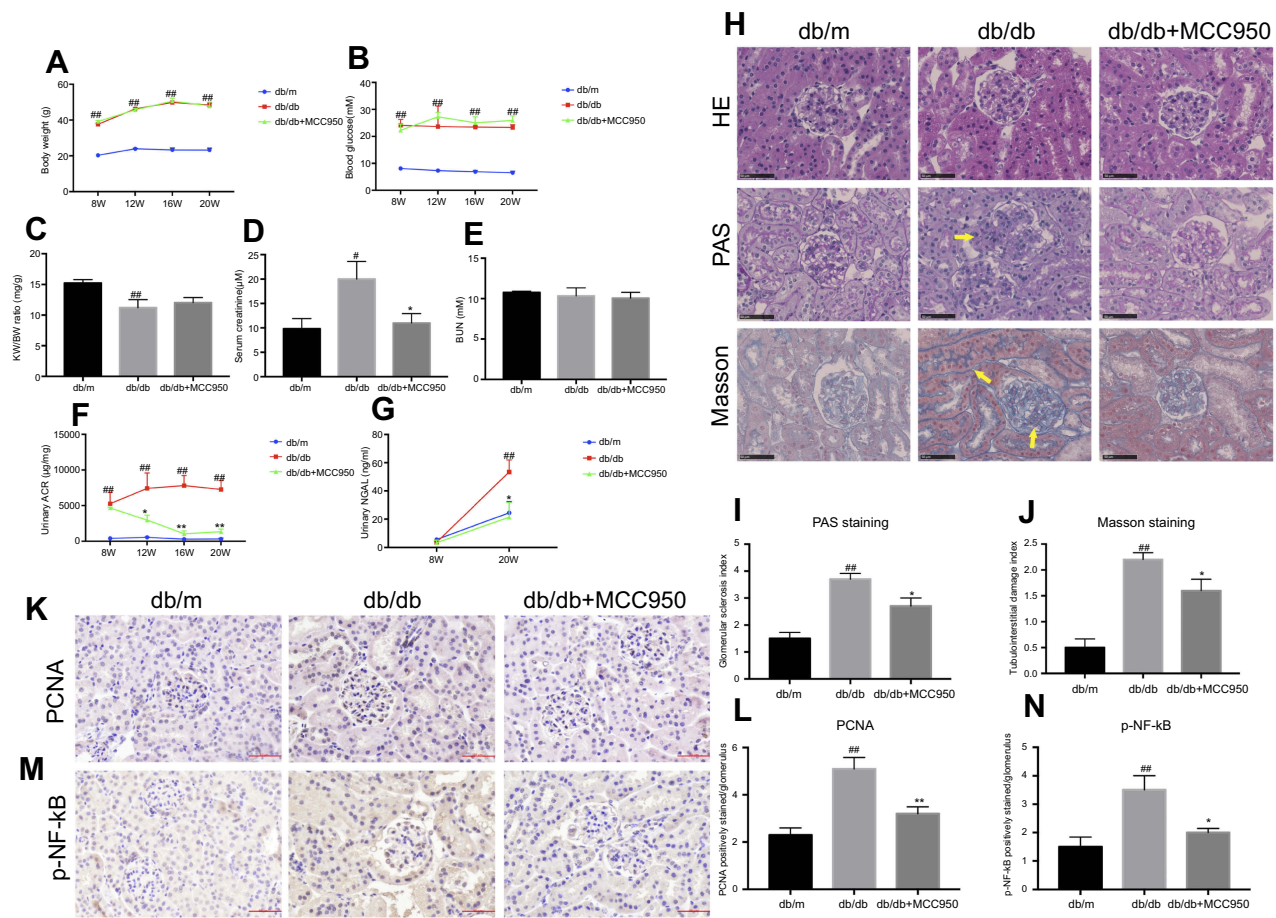 A
Body weight (g)
60
40
20
0
8W 12W 16W 20W
## ## ## ##
db/m
db/db
db/db+MCC950
B
Blood glucose(mM)
40
30
20
10
0
8W 12W 16W 20W
## ## ## ##
db/m
db/db
db/db+MCC950
C
KW/BW ratio (mg/g)
20
15
10
5
0
##
db/m db/db db/db+MCC950
D
Serum creatinine(μM)
30
25
20
15
10
5
0
#
*
db/m db/db db/db+MCC950
E
BUN (mM)
15
10
5
0
db/m db/db db/db+MCC950
F
Urinary ACR (μg/mg)
15000
10000
5000
0
8W 12W 16W 20W
## ## ## ##
* ** **
db/m
db/db
db/db+MCC950
G
Urinary NGAL (ng/ml)
80
60
40
20
0
8W 20W
##
*
db/m
db/db
db/db+MCC950
H
db/m db/db db/db+MCC950
HE
PAS
Masson
I
PAS staining
Glomerular sclerosis index
5
4
3
2
1
0
##
*
db/m db/db db/db+MCC950
J
Masson staining
Tubulointerstitial damage index
2.5
2.0
1.5
1.0
0.5
0.0
##
*
db/m db/db db/db+MCC950
K
db/m db/db db/db+MCC950
PCNA
L
PCNA
PCNA positively stained/glomerulus
6
4
2
0
##
**
db/m db/db db/db+MCC950
M
p-NF-kB
N
p-NF-kB
p-NF-kB positively stained/glomerulus
5
4
3
2
1
0
##
*
db/m db/db db/db+MCC950